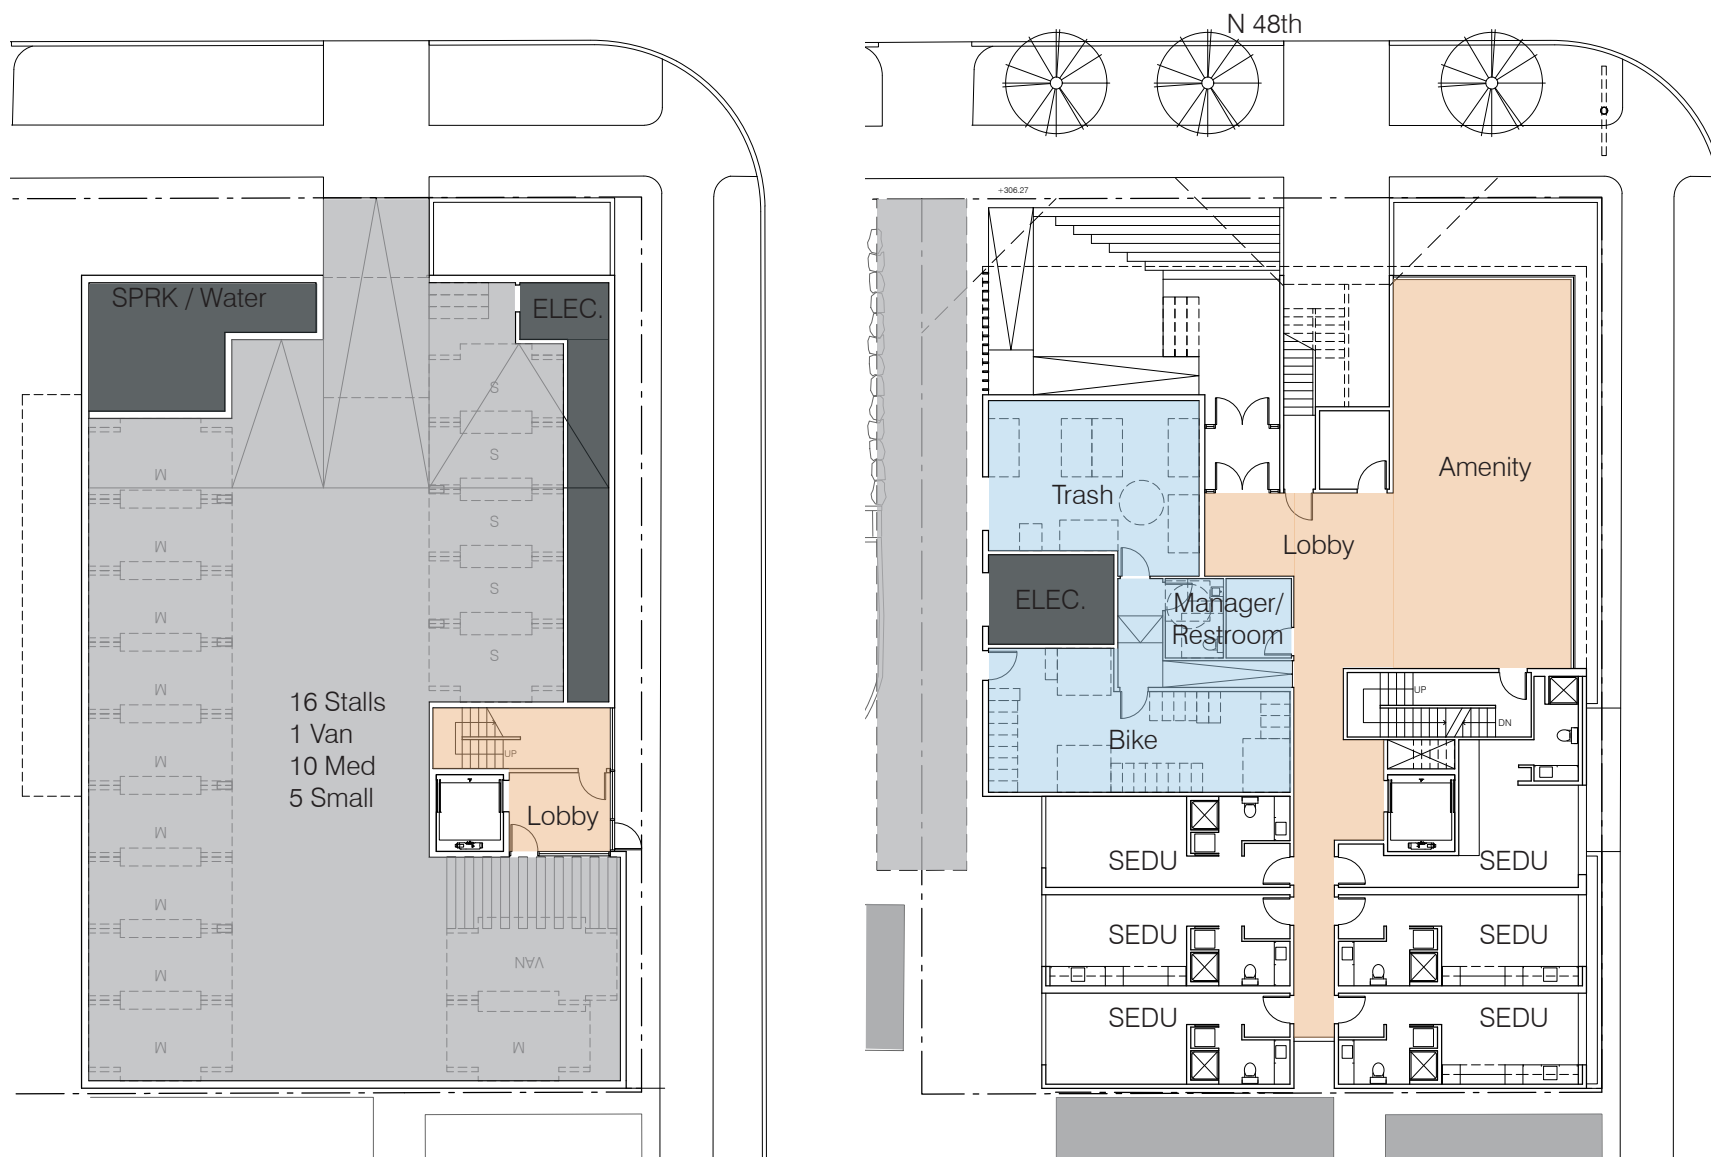 N 48th
+306.27
SPRK / Water
ELEC.
S
S
S
S
S
M
M
M
M
M
M
M
M
M
16 Stalls
1 Van
10 Med
5 Small
UP
Lobby
VAN
M
Amenity
Trash
Lobby
ELEC.
Manager/
Restroom
UP
DN
Bike
SEDU
SEDU
SEDU
SEDU
SEDU
SEDU